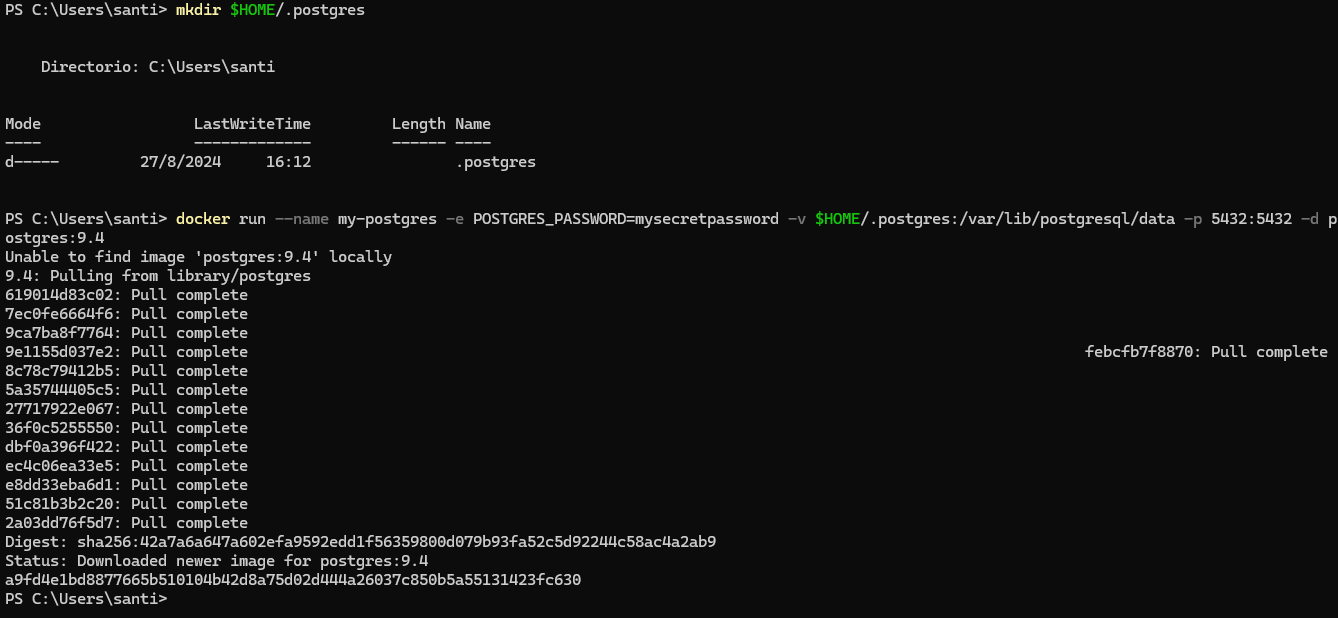 PS C:\Users\santi> mkdir $HOME/.postgres
    Directorio: C:\Users\santi
Mode                 LastWriteTime         Length Name
----                 -------------         ------ ----
d-----         27/8/2024     16:12                .postgres
PS C:\Users\santi> docker run --name my-postgres -e POSTGRES_PASSWORD=mysecretpassword -v $HOME/.postgres:/var/lib/postgresql/data -p 5432:5432 -d p
ostgres:9.4
Unable to find image 'postgres:9.4' locally
9.4: Pulling from library/postgres
619014d83c02: Pull complete
7ec0fe6664f6: Pull complete
9ca7ba8f7764: Pull complete
9e1155d037e2: Pull complete                                                                                             febcfb7f8870: Pull complete
8c78c79412b5: Pull complete
5a35744405c5: Pull complete
27717922e067: Pull complete
36f0c5255550: Pull complete
dbf0a396f422: Pull complete
ec4c06ea33e5: Pull complete
e8dd33eba6d1: Pull complete
51c81b3b2c20: Pull complete
2a03dd76f5d7: Pull complete
Digest: sha256:42a7a6a647a602efa9592edd1f56359800d079b93fa52c5d92244c58ac4a2ab9
Status: Downloaded newer image for postgres:9.4
a9fd4e1bd8877665b510104b42d8a75d02d444a26037c850b5a55131423fc630
PS C:\Users\santi>